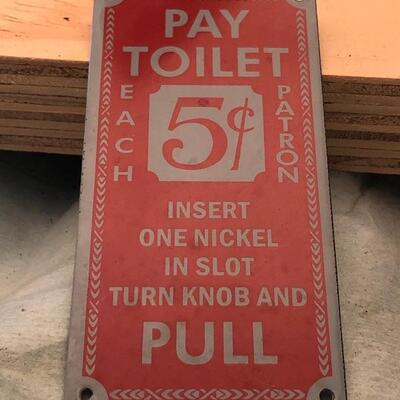 PAY
TOILET
EACH
5¢
PATRON
INSERT
ONE NICKEL
IN SLOT
TURN KNOB AND
PULL